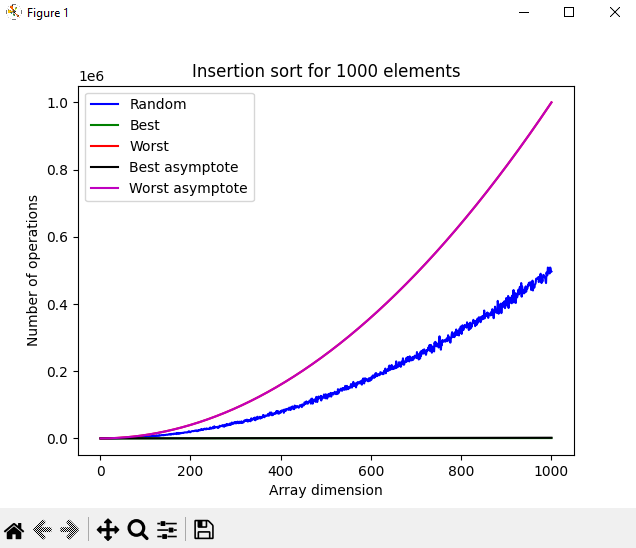 Figure 1
Insertion sort for 1000 elements
1e6
Random
Best
Worst
Best asymptote
Worst asymptote
1.0
0.8
0.6
0.4
0.2
0.0
Number of operations
0 200 400 600 800 1000
Array dimension